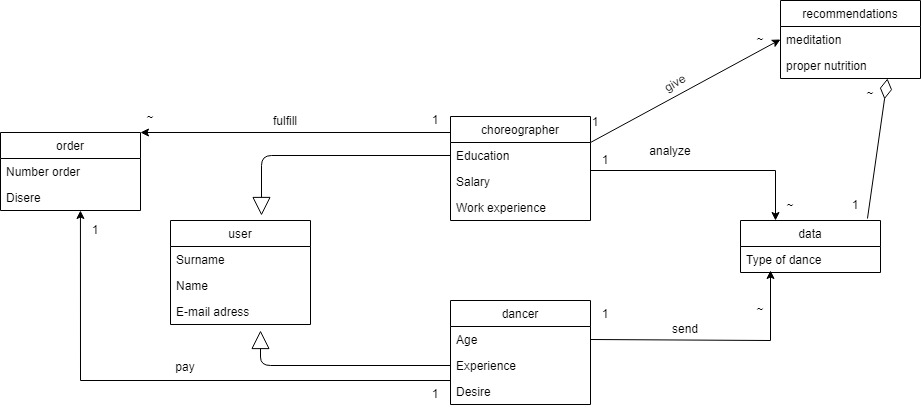 recommendations
meditation
proper nutrition
~
give
~
~
fulfill
1
choreographer
1
order
Education
1
analyze
Number order
Salary
Disere
Work experience
1
~
1
user
data
Surname
Type of dance
Name
E-mail adress
dancer
1
~
send
Age
pay
Experience
1
Desire